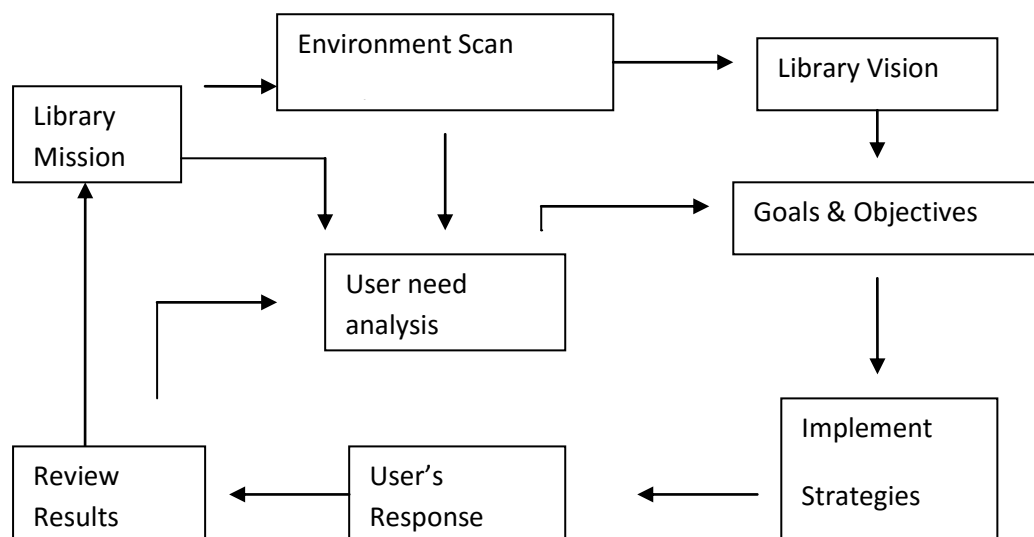 Environment Scan
Library Vision
Library
Mission
Goals & Objectives
User need
analysis
Implement
Strategies
Review
Results
User's
Response